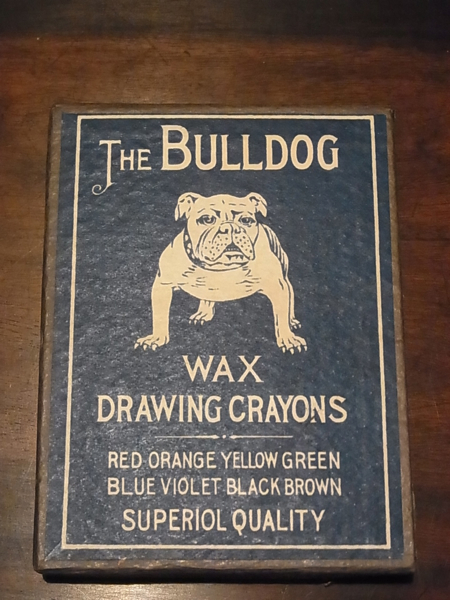 The BULLDOG
WAX
DRAWING CRAYONS
RED ORANGE YELLOW GREEN
BLUE VIOLET BLACK BROWN
SUPERIOL QUALITY